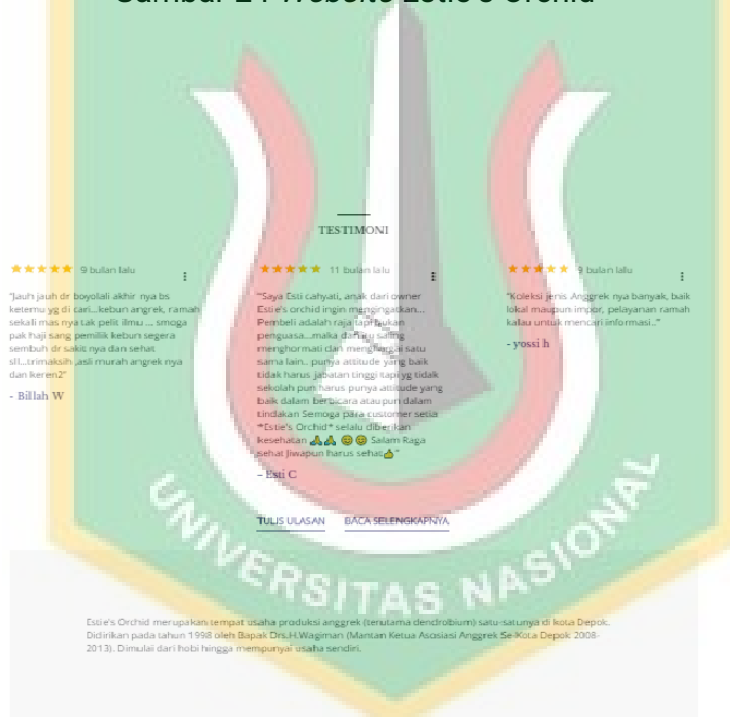 TESTIMONI
9 bulan lalu
"Jauh jauh dr boyolali akhir nya bs
ketemu yg di cari...kebun angrek, ramah
sekali mas nya tak pelit ilmu ... smoga
pak haji sang pemilik kebun segera
sembuh dr sakit nya dan sehat
sll...trimaksih ,asli murah angrek nya
dan keren2"
- Billah W
11 bulan lalu
"Saya Esti cahyati, anak dari owner
Estie's orchid ingin mengingatkan...
Pembeli adalah raja tapi bukan
penguasa...maka dari itu saling
menghormati dan menghargai satu
sama lain.. punya attitude yang baik
tidak harus jabatan tinggi tapi yg tidak
sekolah pun harus punya attitude yang
baik dalam berbicara atau pun dalam
tindakan Semoga para customer setia
*Estie's Orchid* selalu diberikan
kesehatan 🙏🙏 😊😊 Salam Raga
sehat Jiwapun harus sehat👍"
- Esti C
9 bulan lalu
"Koleksi jenis Anggrek nya banyak, baik
lokal maupun impor, pelayanan ramah
kalau untuk mencari informasi.."
- yossi h
TULIS ULASAN BACA SELENGKAPNYA
UNIVERSITAS NASIONAL
Estie's Orchid merupakan tempat usaha produksi anggrek (terutama dendrobium) satu-satunya di kota Depok.
Didirikan pada tahun 1998 oleh Bapak Drs.H.Wagiman (Mantan Ketua Asosiasi Anggrek Se-Kota Depok 2008-
2013). Dimulai dari hobi hingga mempunyai usaha sendiri.